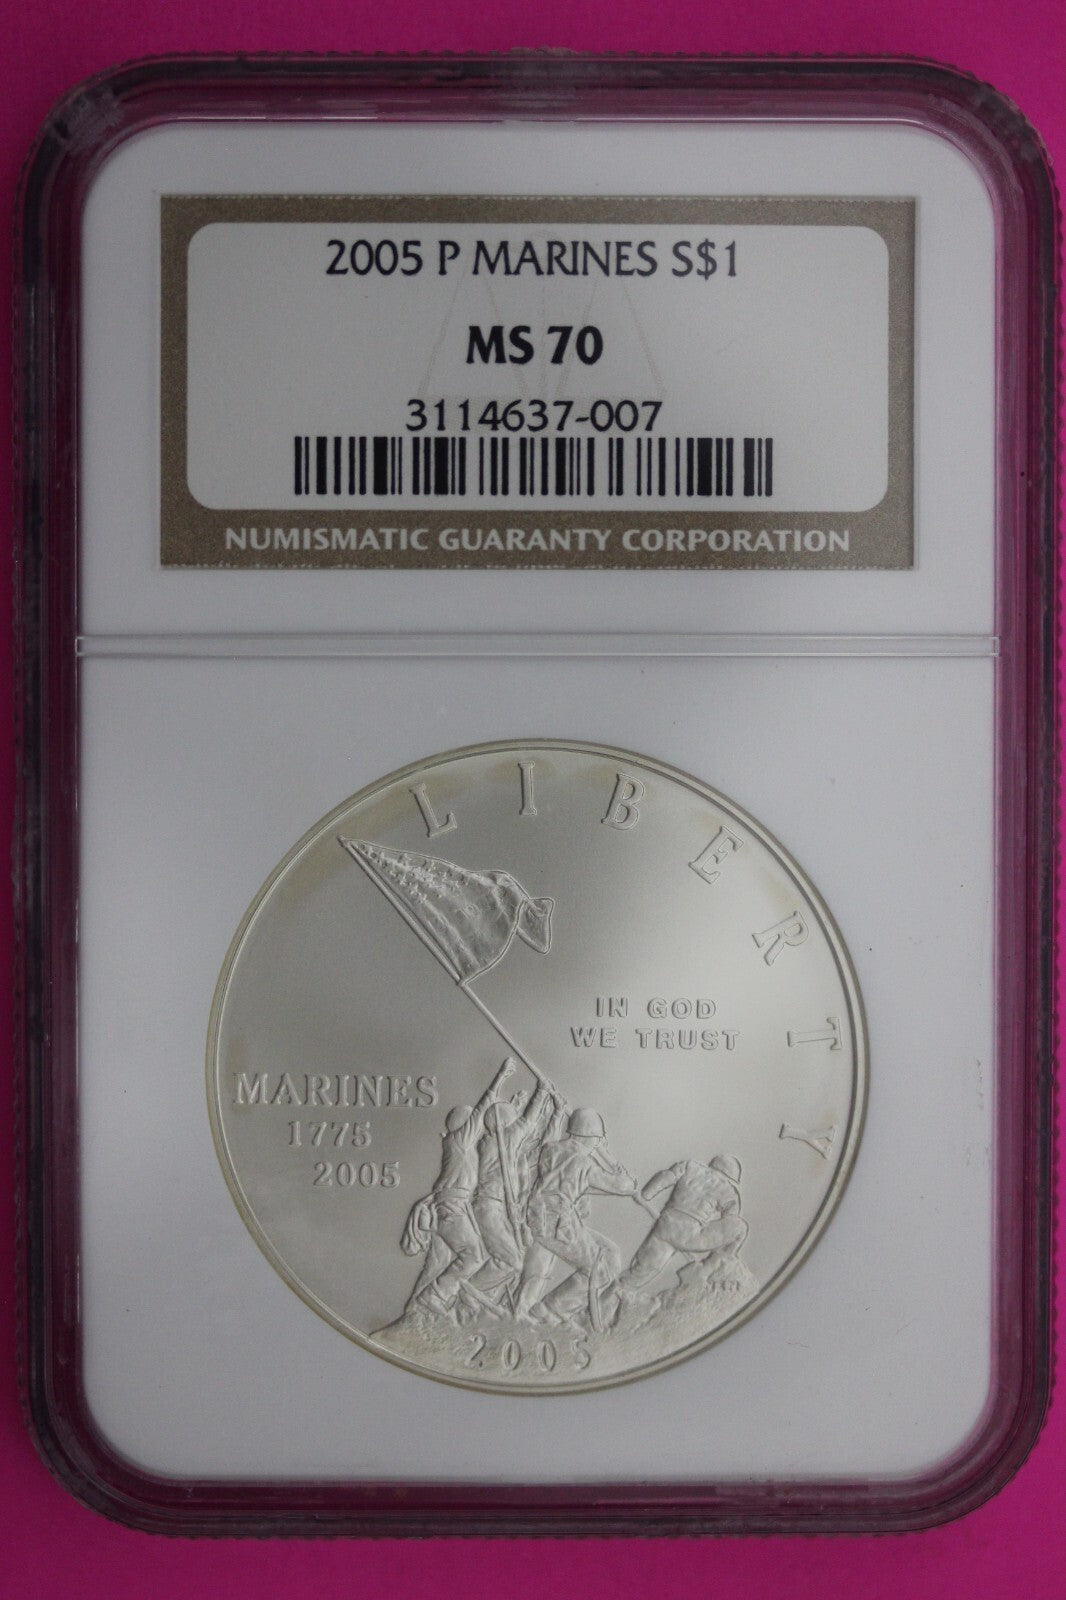 2005 P MARINES S$1
MS 70
3114637-007
NUMISMATIC GUARANTY CORPORATION
LIBERTY
IN GOD
WE TRUST
MARINES
1775
2005
2005